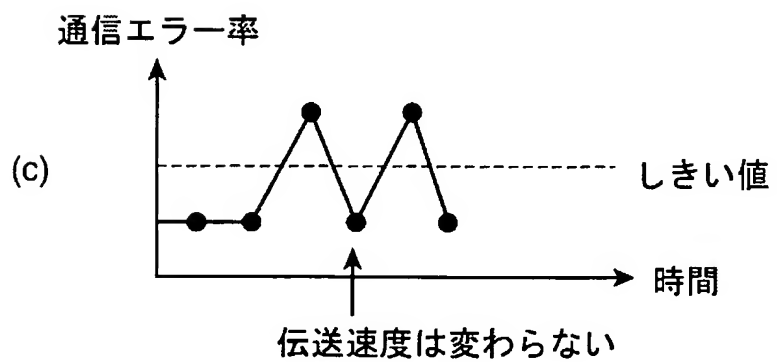 通信エラー率
(c)
しきい値
時間
伝送速度は変わらない